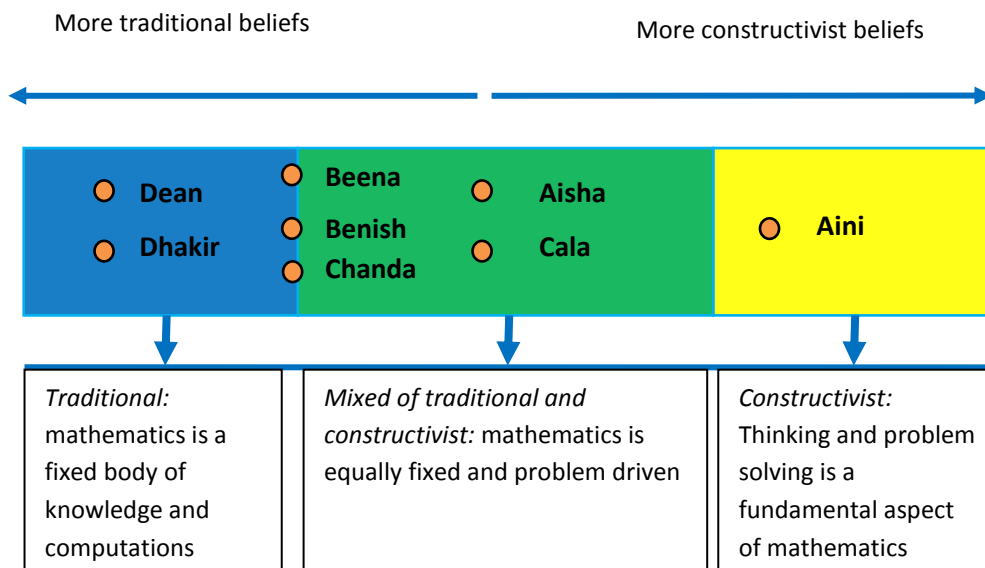 More traditional beliefs
More constructivist beliefs
Dean
Dhakir
Beena
Benish
Chanda
Aisha
Cala
Aini
Traditional:
mathematics is a
fixed body of
knowledge and
computations
Mixed of traditional and
constructivist: mathematics is
equally fixed and problem driven
Constructivist:
Thinking and problem
solving is a
fundamental aspect
of mathematics